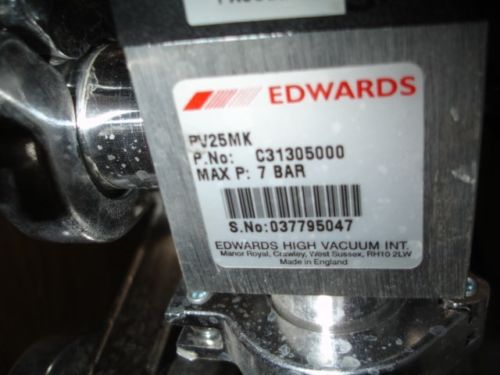 EDWARDS
PV25MK
P.No: C31305000
MAX P: 7 BAR
S.No:037795047
EDWARDS HIGH VACUUM INT.
Manor Royal, Crawley, West Sussex, RH10 2LW
Made in England